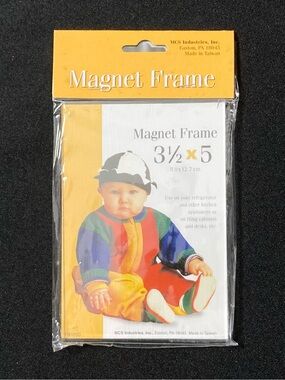 MCS Industries, Inc.
Easton, PA 18045
Made in Taiwan
Magnet Frame
Magnet Frame
3½ x 5
Use on your refrigerator
and other kitchen
appliances or
on filing cabinets
and desks, etc.
MCS Industries, Inc., Easton, PA 18045 Made in Taiwan